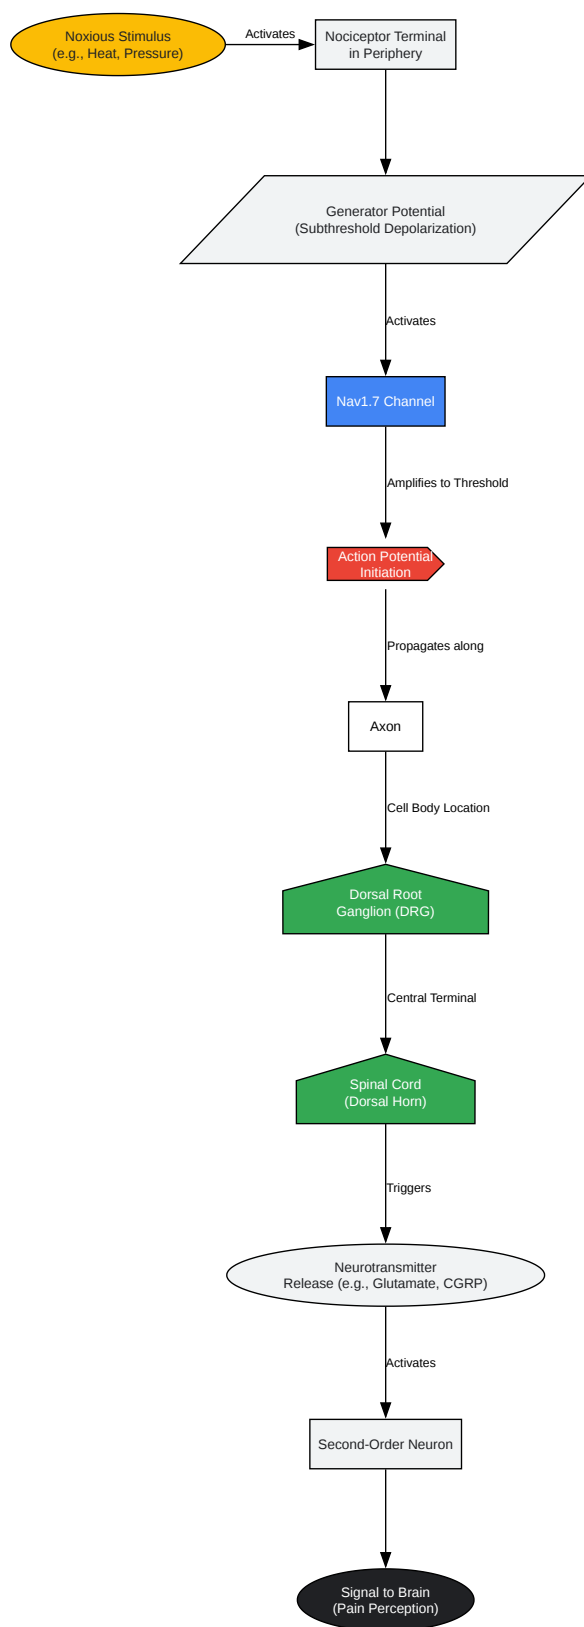 Noxious Stimulus
(e.g., Heat, Pressure)
Activates
Nociceptor Terminal
in Periphery
Generator Potential
(Subthreshold Depolarization)
Activates
Nav1.7 Channel
Amplifies to Threshold
Action Potential
Initiation
Propagates along
Axon
Cell Body Location
Dorsal Root
Ganglion (DRG)
Central Terminal
Spinal Cord
(Dorsal Horn)
Triggers
Neurotransmitter
Release (e.g., Glutamate, CGRP)
Activates
Second-Order Neuron
Signal to Brain
(Pain Perception)